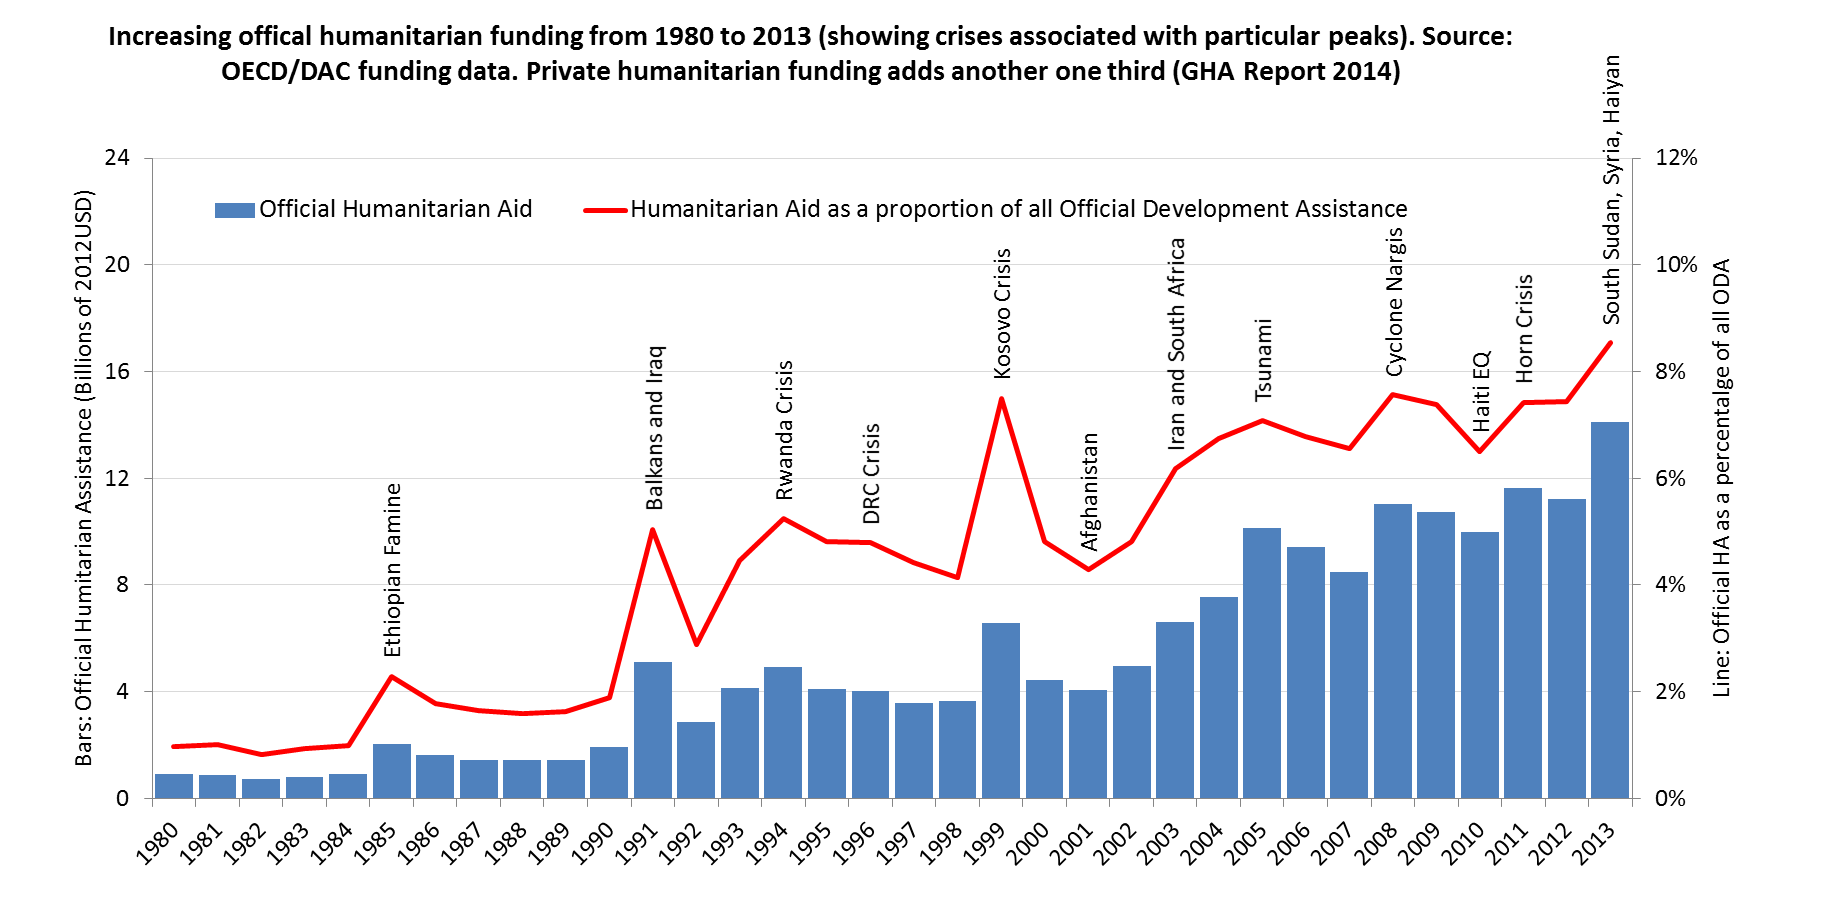 Increasing offical humanitarian funding from 1980 to 2013 (showing crises associated with particular peaks). Source:
OECD/DAC funding data. Private humanitarian funding adds another one third (GHA Report 2014)
Bars: Official Humitarian Assistance (Billions of 2012USD)
24
20
16
12
8
4
0
Official Humanitarian Aid
Humanitarian Aid as a proportion of all Official Development Assistance
Ethiopian Famine
Balkans and Iraq
Rwanda Crisis
DRC Crisis
Kosovo Crisis
Afghanistan
Iran and South Africa
Tsunami
Cyclone Nargis
Haiti EQ
Horn Crisis
South Sudan, Syria, Haiyan
12%
10%
8%
6%
4%
2%
0%
Line: Official HA as a percentalge of all ODA
1980
1981
1982
1983
1984
1985
1986
1987
1988
1989
1990
1991
1992
1993
1994
1995
1996
1997
1998
1999
2000
2001
2002
2003
2004
2005
2006
2007
2008
2009
2010
2011
2012
2013